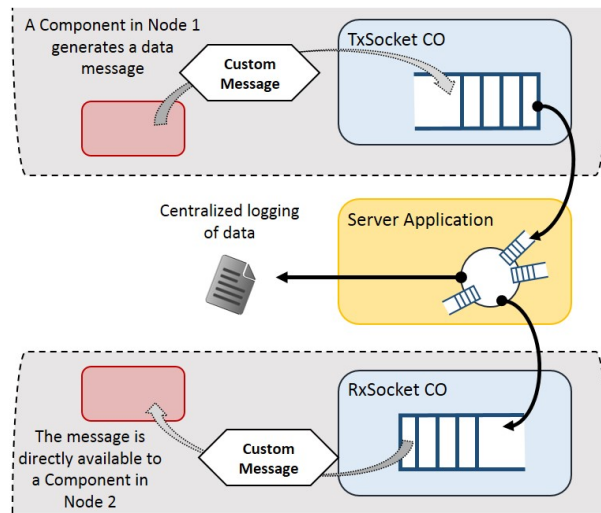 A Component in Node 1
generates a data
message
Custom
Message
TxSocket CO
Centralized logging
of data
Server Application
RxSocket CO
Custom
Message
The message is
directly available to
a Component in
Node 2